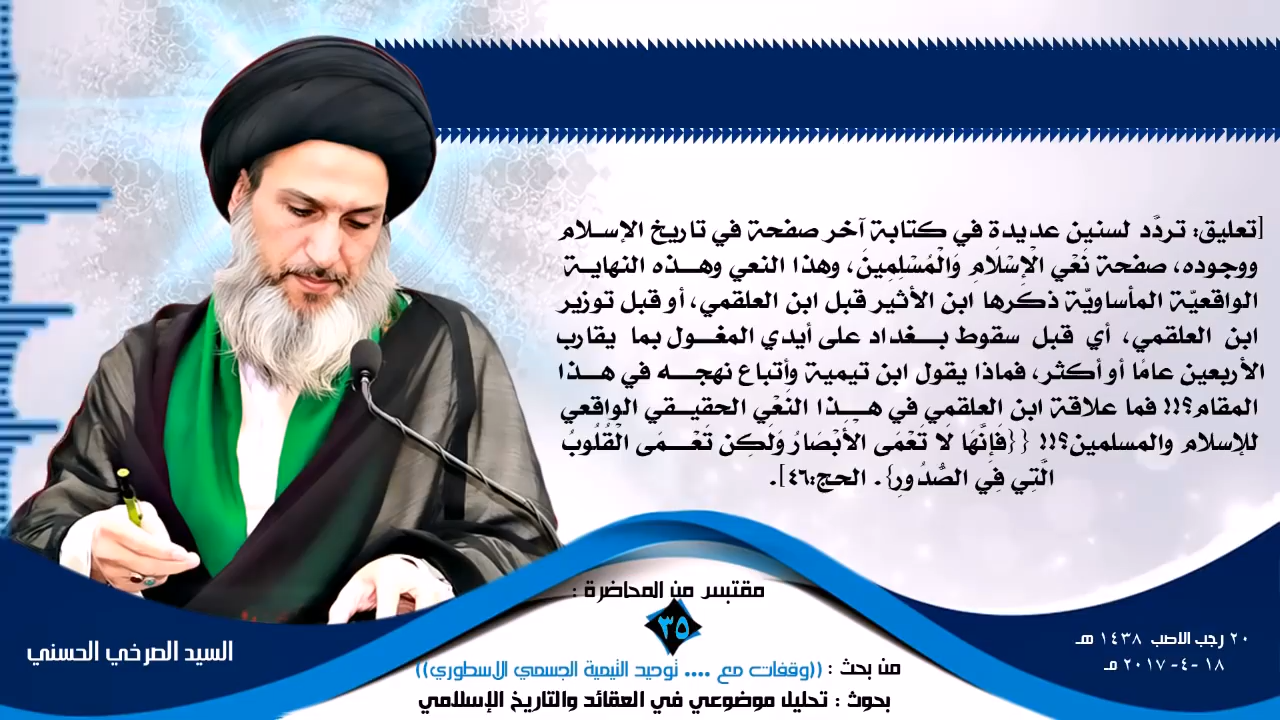 [تعليق: تردَّد لسنين عديدة في كتابة آخر صفحة في تاريخ الإسلام
ووجوده، صفحة نَعْي الْإِسْلَامِ وَالْمُسْلِمِينَ، وهذا النعي وهذه النهاية
الواقعيّة المأساويّة ذكرها ابن الأثير قبل ابن العلقمي، أو قبل توزير
ابن العلقمي، أي قبل سقوط بغداد على أيدي المغول بما يقارب
الأربعين عامًا أو أكثر، فماذا يقول ابن تيمية وأتباع نهجه في هذا
المقام؟!! فما علاقة ابن العلقمي في هذا النَّعْي الحقيقي الواقعي
للإسلام والمسلمين؟!! {{فَإِنَّهَا لَا تَعْمَى الْأَبْصَارُ وَلَكِن تَعْمَى الْقُلُوبُ
الَّتِي فِي الصُّدُورِ}. الحج:٤٦].
مقتبس من المحاضرة :
٣٥
من بحث : ((وقفات مع .... توحيد التيمية الجسمي الاسطوري))
بحوث : تحليل موضوعي في العقائد والتاريخ الإسلامي
السيد الصرخي الحسني
٢٠ رجب الاصب ١٤٣٨ هـ
١٨ -٤- ٢٠١٧ مـ